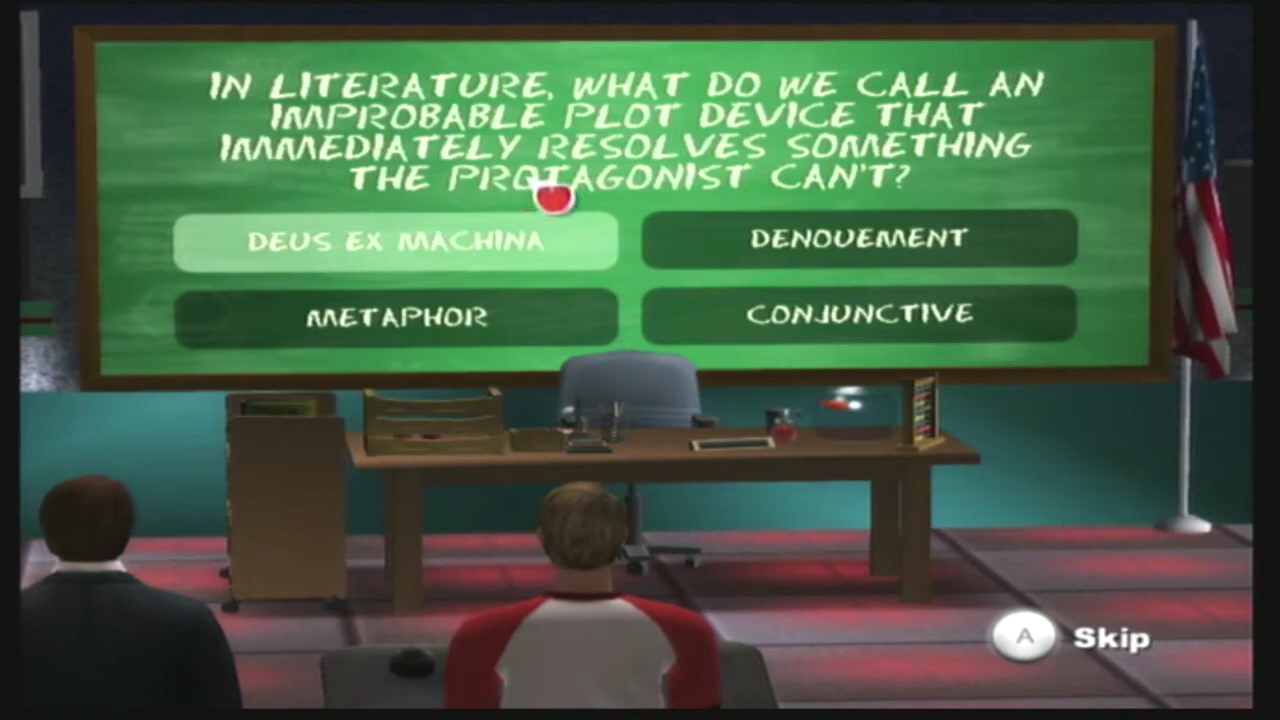 IN LITERATURE, WHAT DO WE CALL AN
IMPROBABLE PLOT DEVICE THAT
IMMEDIATELY RESOLVES SOMETHING
THE PROTAGONIST CAN'T?
DEUS EX MACHINA
DENOUEMENT
METAPHOR
CONJUNCTIVE
A Skip